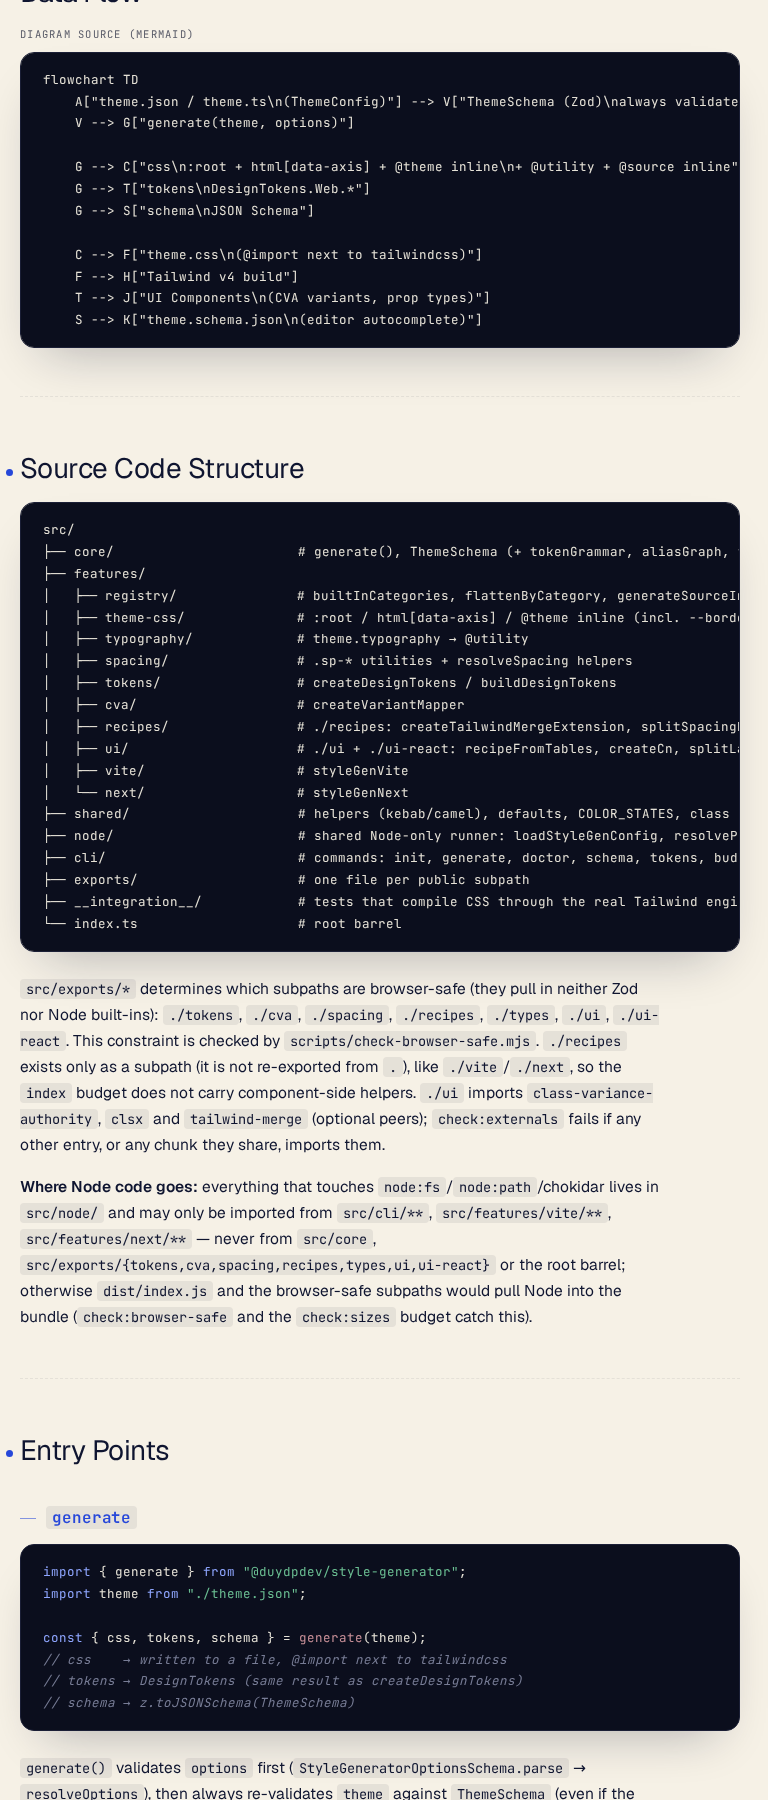 Data Flow
DIAGRAM SOURCE (MERMAID)
flowchart TD
    A["theme.json / theme.ts\n(ThemeConfig)"] --> V["ThemeSchema (Zod)\nalways validate
    V --> G["generate(theme, options)"]

    G --> C["css\n:root + html[data-axis] + @theme inline\n+ @utility + @source inline"
    G --> T["tokens\nDesignTokens.Web.*"]
    G --> S["schema\nJSON Schema"]

    C --> F["theme.css\n(@import next to tailwindcss)"]
    F --> H["Tailwind v4 build"]
    T --> J["UI Components\n(CVA variants, prop types)"]
    S --> K["theme.schema.json\n(editor autocomplete)"]
Source Code Structure
src/
├── core/                       # generate(), ThemeSchema (+ tokenGrammar, aliasGraph,
├── features/
│   ├── registry/               # builtInCategories, flattenByCategory, generateSourceI
│   ├── theme-css/              # :root / html[data-axis] / @theme inline (incl. --bord
│   ├── typography/             # theme.typography → @utility
│   ├── spacing/                # .sp-* utilities + resolveSpacing helpers
│   ├── tokens/                 # createDesignTokens / buildDesignTokens
│   ├── cva/                    # createVariantMapper
│   ├── recipes/                # ./recipes: createTailwindMergeExtension, splitSpacing
│   ├── ui/                     # ./ui + ./ui-react: recipeFromTables, createCn, splitL
│   ├── vite/                   # styleGenVite
│   └── next/                   # styleGenNext
├── shared/                     # helpers (kebab/camel), defaults, COLOR_STATES, class
├── node/                       # shared Node-only runner: loadStyleGenConfig, resolveP
├── cli/                        # commands: init, generate, doctor, schema, tokens, bud
├── exports/                    # one file per public subpath
├── __integration__/            # tests that compile CSS through the real Tailwind engi
└── index.ts                    # root barrel
src/exports/* determines which subpaths are browser-safe (they pull in neither Zod
nor Node built-ins): ./tokens, ./cva, ./spacing, ./recipes, ./types, ./ui, ./ui-
react. This constraint is checked by scripts/check-browser-safe.mjs. ./recipes
exists only as a subpath (it is not re-exported from .), like ./vite/./next, so the
index budget does not carry component-side helpers. ./ui imports class-variance-
authority, clsx and tailwind-merge (optional peers); check:externals fails if any
other entry, or any chunk they share, imports them.
Where Node code goes: everything that touches node:fs/node:path/chokidar lives in
src/node/ and may only be imported from src/cli/**, src/features/vite/**,
src/features/next/** — never from src/core,
src/exports/{tokens,cva,spacing,recipes,types,ui,ui-react} or the root barrel;
otherwise dist/index.js and the browser-safe subpaths would pull Node into the
bundle (check:browser-safe and the check:sizes budget catch this).
Entry Points
— generate
import { generate } from "@duydpdev/style-generator";
import theme from "./theme.json";

const { css, tokens, schema } = generate(theme);
// css    → written to a file, @import next to tailwindcss
// tokens → DesignTokens (same result as createDesignTokens)
// schema → z.toJSONSchema(ThemeSchema)
generate() validates options first (StyleGeneratorOptionsSchema.parse →
resolveOptions), then always re-validates theme against ThemeSchema (even if the